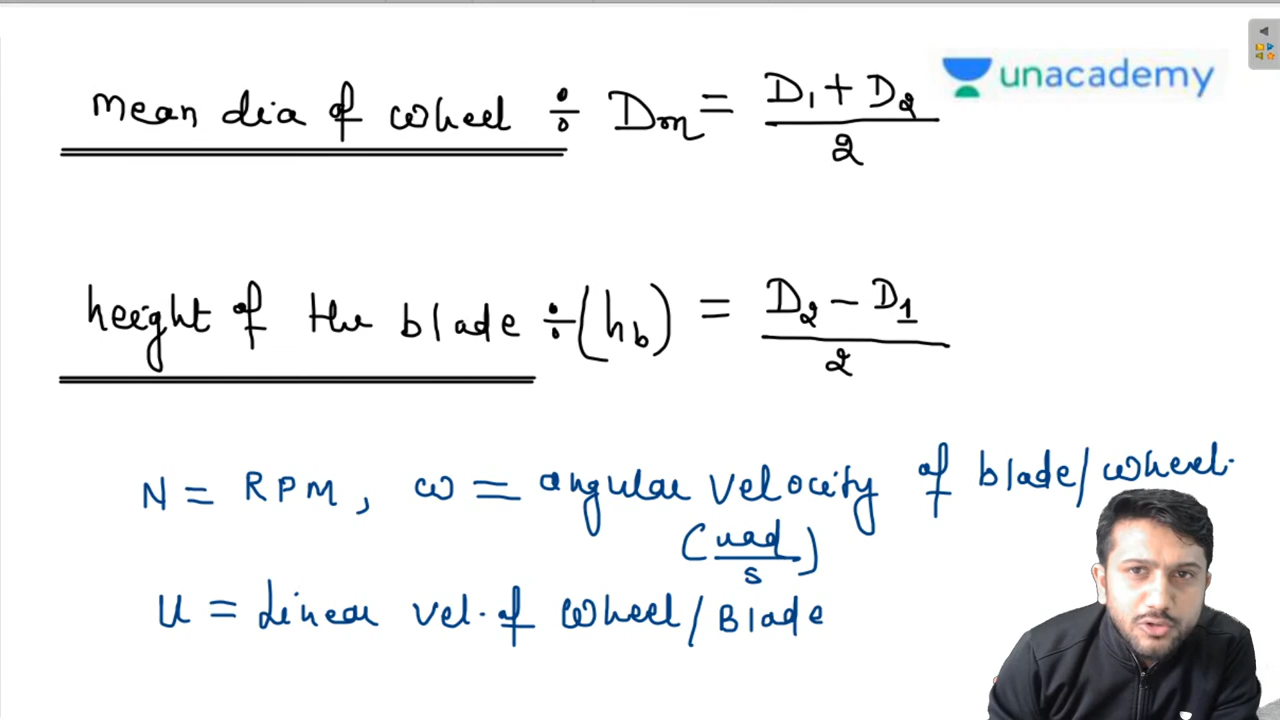 unacademy
mean dia of wheel ÷ Dm = D1 + D2 / 2
height of the blade ÷ (hb) = D2 - D1 / 2
N = RPM, ω = angular velocity of blade/wheel.
(rad/s)
U = Linear vel. of wheel/Blade